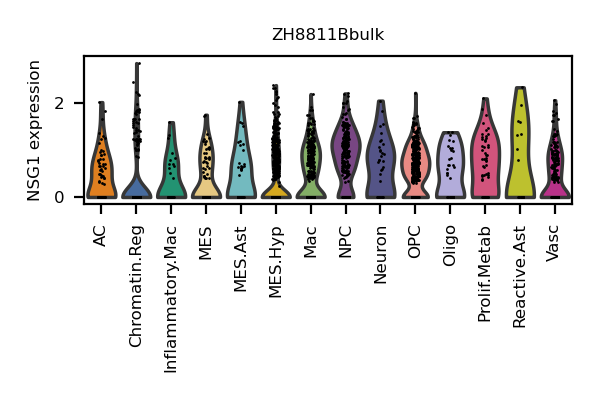 ZH8811Bbulk
NSG1 expression
2
0
AC
Chromatin.Reg
Inflammatory.Mac
MES
MES.Ast
MES.Hyp
Mac
NPC
Neuron
OPC
Oligo
Prolif.Metab
Reactive.Ast
Vasc